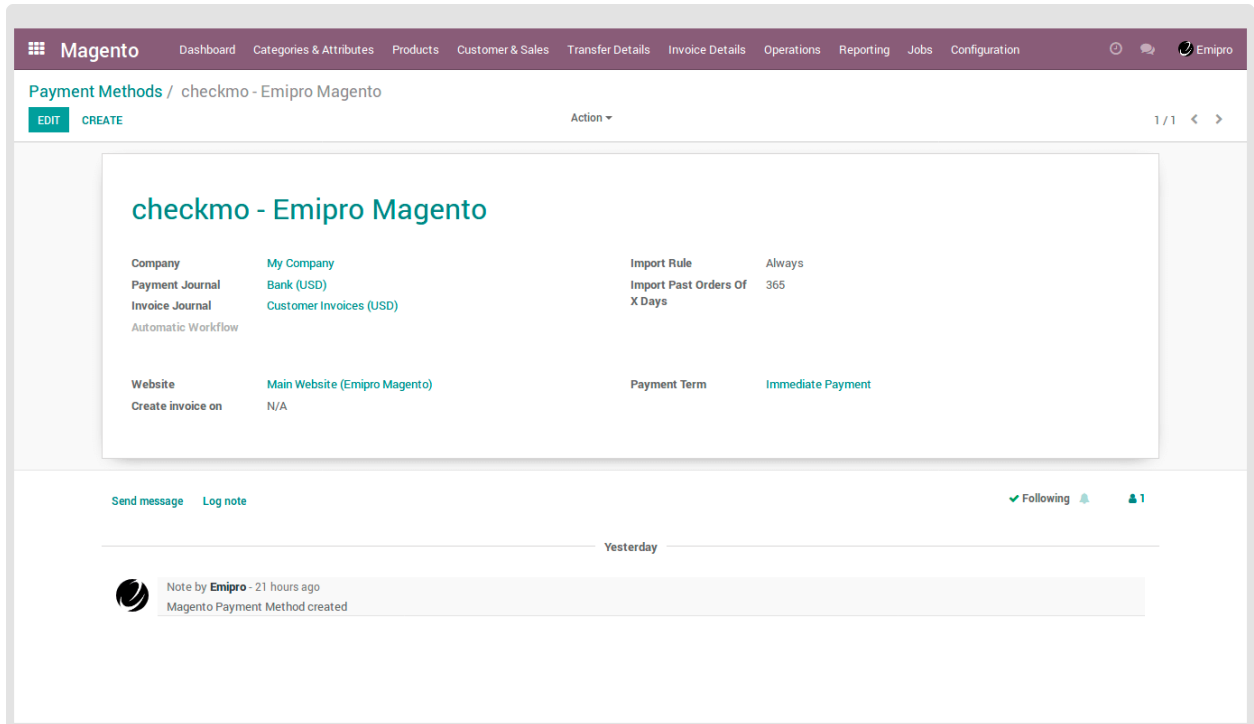 Magento Dashboard Categories & Attributes Products Customer & Sales Transfer Details Invoice Details Operations Reporting Jobs Configuration Emipro
Payment Methods / checkmo - Emipro Magento
EDIT CREATE Action 1 / 1
checkmo - Emipro Magento
Company My Company Import Rule Always
Payment Journal Bank (USD) Import Past Orders Of 365
Invoice Journal Customer Invoices (USD) X Days
Automatic Workflow
Website Main Website (Emipro Magento) Payment Term Immediate Payment
Create invoice on N/A
Send message Log note Following 1
Yesterday
Note by Emipro - 21 hours ago
Magento Payment Method created